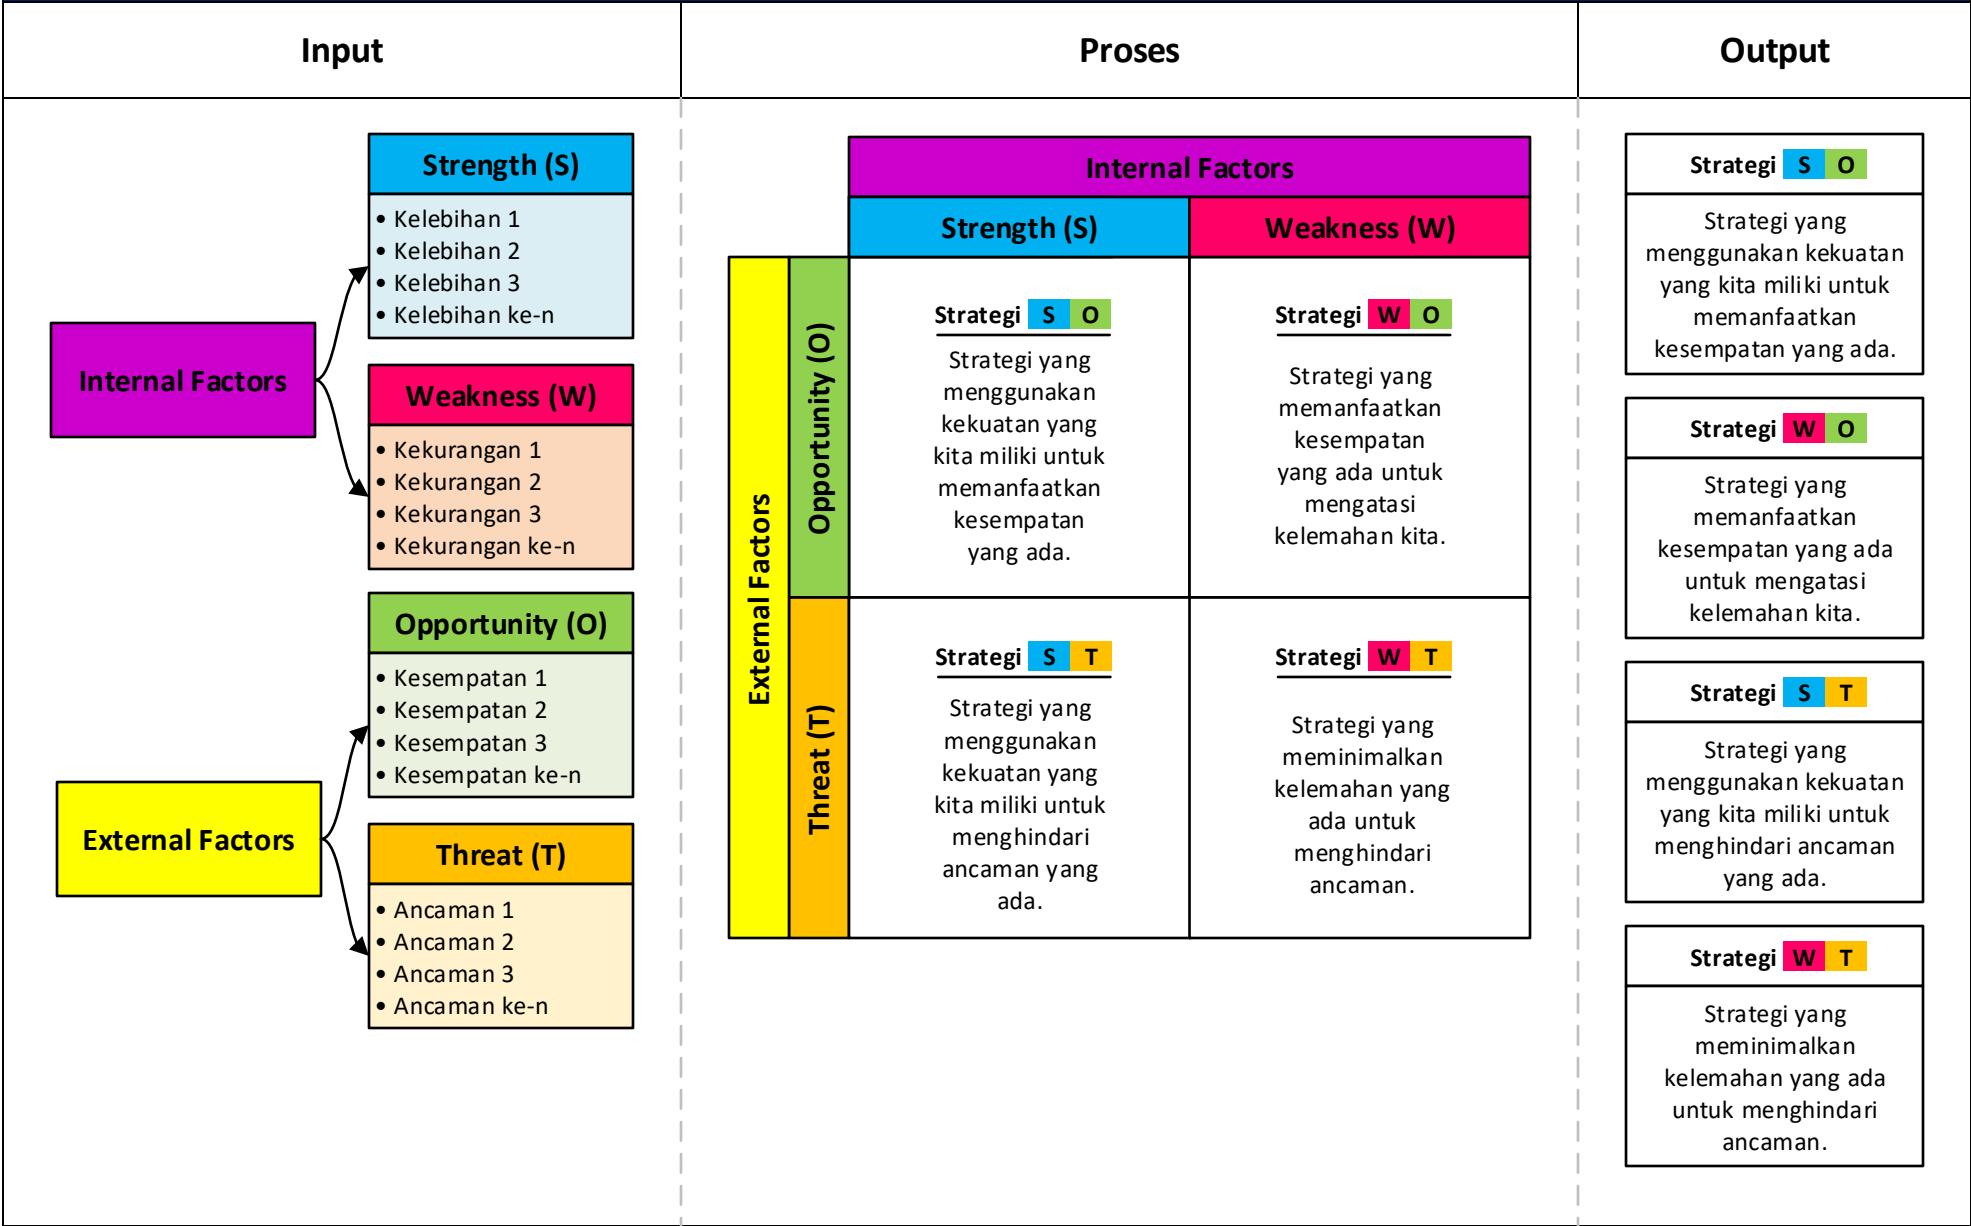 Input
Proses
Output
Internal Factors
Strength (S)
• Kelebihan 1
• Kelebihan 2
• Kelebihan 3
• Kelebihan ke-n
Weakness (W)
• Kekurangan 1
• Kekurangan 2
• Kekurangan 3
• Kekurangan ke-n
External Factors
Opportunity (O)
• Kesempatan 1
• Kesempatan 2
• Kesempatan 3
• Kesempatan ke-n
Threat (T)
• Ancaman 1
• Ancaman 2
• Ancaman 3
• Ancaman ke-n
Internal Factors
Strength (S)
Weakness (W)
External Factors
Opportunity (O)
Strategi S O
Strategi yang
menggunakan
kekuatan yang
kita miliki untuk
memanfaatkan
kesempatan
yang ada.
Strategi W O
Strategi yang
memanfaatkan
kesempatan
yang ada untuk
mengatasi
kelemahan kita.
Threat (T)
Strategi S T
Strategi yang
menggunakan
kekuatan yang
kita miliki untuk
menghindari
ancaman yang
ada.
Strategi W T
Strategi yang
meminimalkan
kelemahan yang
ada untuk
menghindari
ancaman.
Strategi S O
Strategi yang
menggunakan kekuatan
yang kita miliki untuk
memanfaatkan
kesempatan yang ada.
Strategi W O
Strategi yang
memanfaatkan
kesempatan yang ada
untuk mengatasi
kelemahan kita.
Strategi S T
Strategi yang
menggunakan kekuatan
yang kita miliki untuk
menghindari ancaman
yang ada.
Strategi W T
Strategi yang
meminimalkan
kelemahan yang ada
untuk menghindari
ancaman.